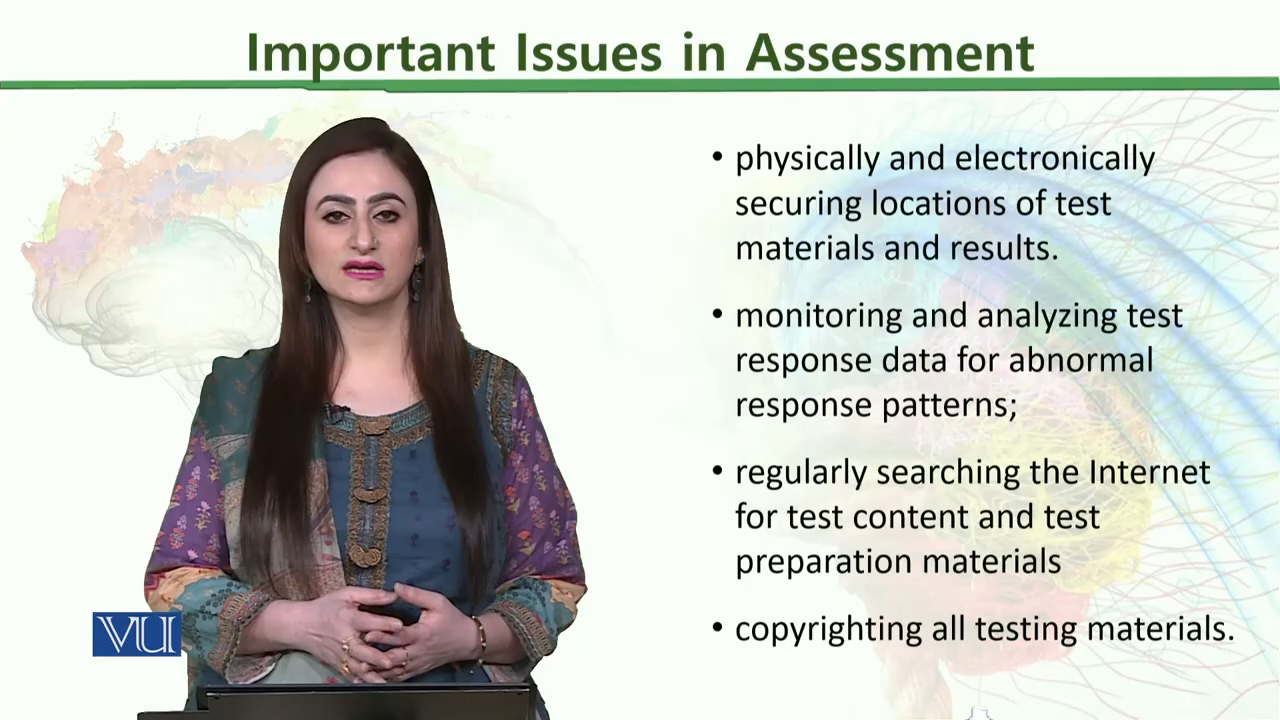 Important Issues in Assessment
• physically and electronically
securing locations of test
materials and results.
• monitoring and analyzing test
response data for abnormal
response patterns;
• regularly searching the Internet
for test content and test
preparation materials
• copyrighting all testing materials.
VU